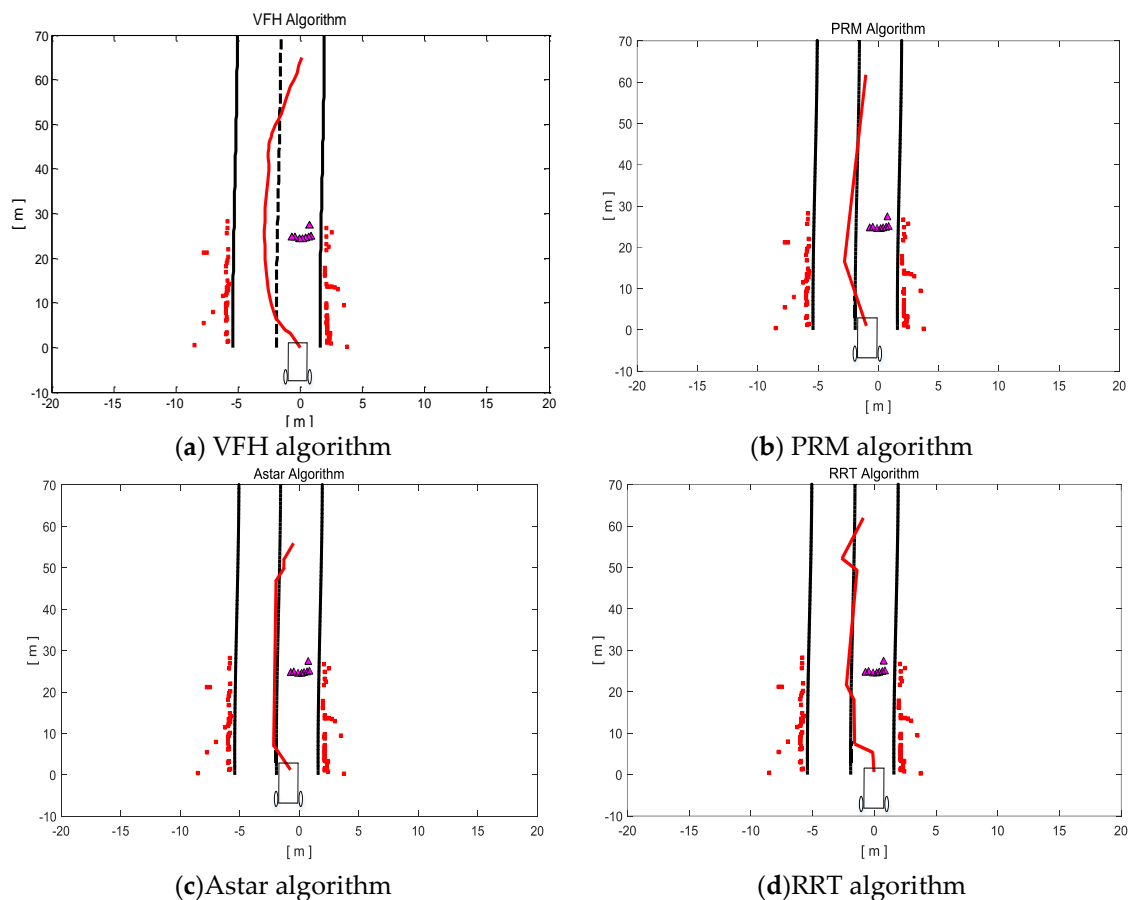 VFH Algorithm
70
60
50
40
30
20
10
0
-10
[ m ]
-20 -15 -10 -5 0 5 10 15 20
[ m ]
(a) VFH algorithm
PRM Algorithm
70
60
50
40
30
20
10
0
-10
[ m ]
-20 -15 -10 -5 0 5 10 15 20
[ m ]
(b) PRM algorithm
Astar Algorithm
70
60
50
40
30
20
10
0
-10
[ m ]
-20 -15 -10 -5 0 5 10 15 20
[ m ]
(c)Astar algorithm
RRT Algorithm
70
60
50
40
30
20
10
0
-10
[ m ]
-20 -15 -10 -5 0 5 10 15 20
[ m ]
(d)RRT algorithm